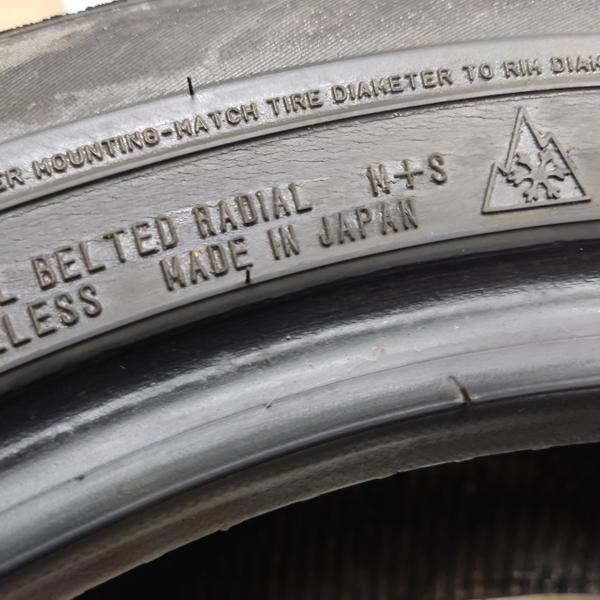 MOUNTING-MATCH TIRE DIAMETER TO RIM
BELTED RADIAL M+S
MADE IN JAPAN